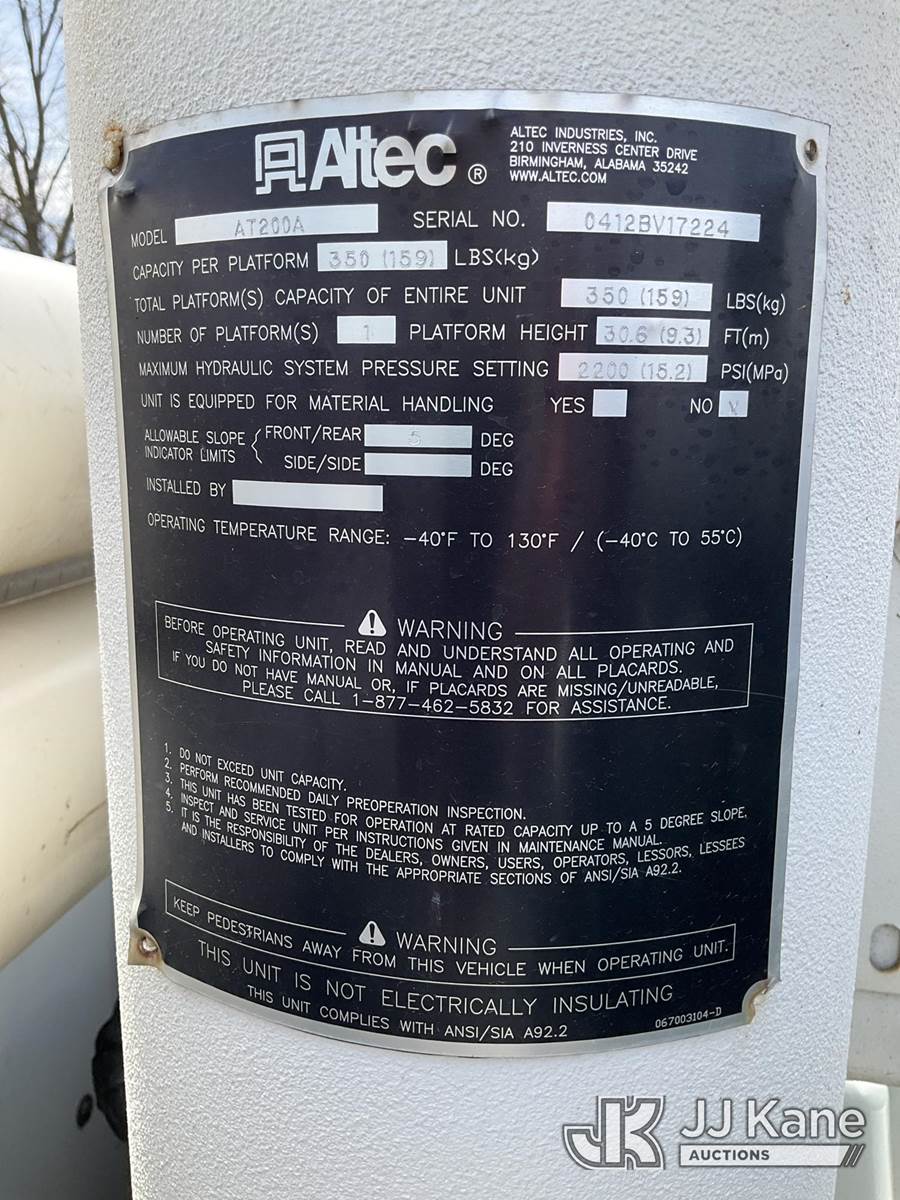 Altec ®
ALTEC INDUSTRIES, INC.
210 INVERNESS CENTER DRIVE
BIRMINGHAM, ALABAMA 35242
WWW.ALTEC.COM
MODEL AT200A SERIAL NO. 0412BV17224
CAPACITY PER PLATFORM 350 (159) LBS(kg)
TOTAL PLATFORM(S) CAPACITY OF ENTIRE UNIT 350 (159) LBS(kg)
NUMBER OF PLATFORM(S) 1 PLATFORM HEIGHT 30.6 (9.3) FT(m)
MAXIMUM HYDRAULIC SYSTEM PRESSURE SETTING 2200 (15.2) PSI(MPa)
UNIT IS EQUIPPED FOR MATERIAL HANDLING YES NO
ALLOWABLE SLOPE FRONT/REAR 5 DEG
INDICATOR LIMITS SIDE/SIDE DEG
INSTALLED BY
OPERATING TEMPERATURE RANGE: -40°F TO 130°F / (-40°C TO 55°C)
WARNING
BEFORE OPERATING UNIT, READ AND UNDERSTAND ALL OPERATING AND
SAFETY INFORMATION IN MANUAL AND ON ALL PLACARDS.
IF YOU DO NOT HAVE MANUAL OR, IF PLACARDS ARE MISSING/UNREADABLE,
PLEASE CALL 1-877-462-5832 FOR ASSISTANCE.
1. DO NOT EXCEED UNIT CAPACITY.
2. PERFORM RECOMMENDED DAILY PREOPERATION INSPECTION.
3. THIS UNIT HAS BEEN TESTED FOR OPERATION AT RATED CAPACITY UP TO A 5 DEGREE SLOPE.
4. INSPECT AND SERVICE UNIT PER INSTRUCTIONS GIVEN IN MAINTENANCE MANUAL.
5. IT IS THE RESPONSIBILITY OF THE DEALERS, OWNERS, USERS, OPERATORS, LESSORS, LESSEES
AND INSTALLERS TO COMPLY WITH THE APPROPRIATE SECTIONS OF ANSI/SIA A92.2.
WARNING
KEEP PEDESTRIANS AWAY FROM THIS VEHICLE WHEN OPERATING UNIT.
THIS UNIT IS NOT ELECTRICALLY INSULATING
THIS UNIT COMPLIES WITH ANSI/SIA A92.2
067003104-D
JK JJ Kane
AUCTIONS